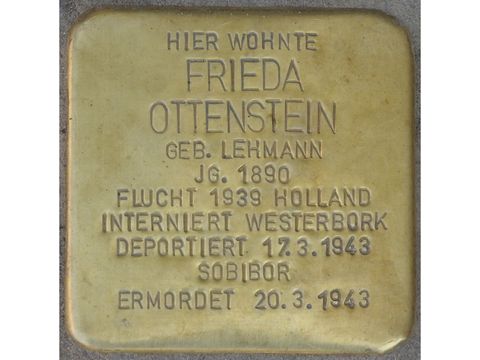 HIER WOHNTE
FRIEDA
OTTENSTEIN
GEB. LEHMANN
JG. 1890
FLUCHT 1939 HOLLAND
INTERNIERT WESTERBORK
DEPORTIERT 17.3.1943
SOBIBOR
ERMORDET 20.3.1943